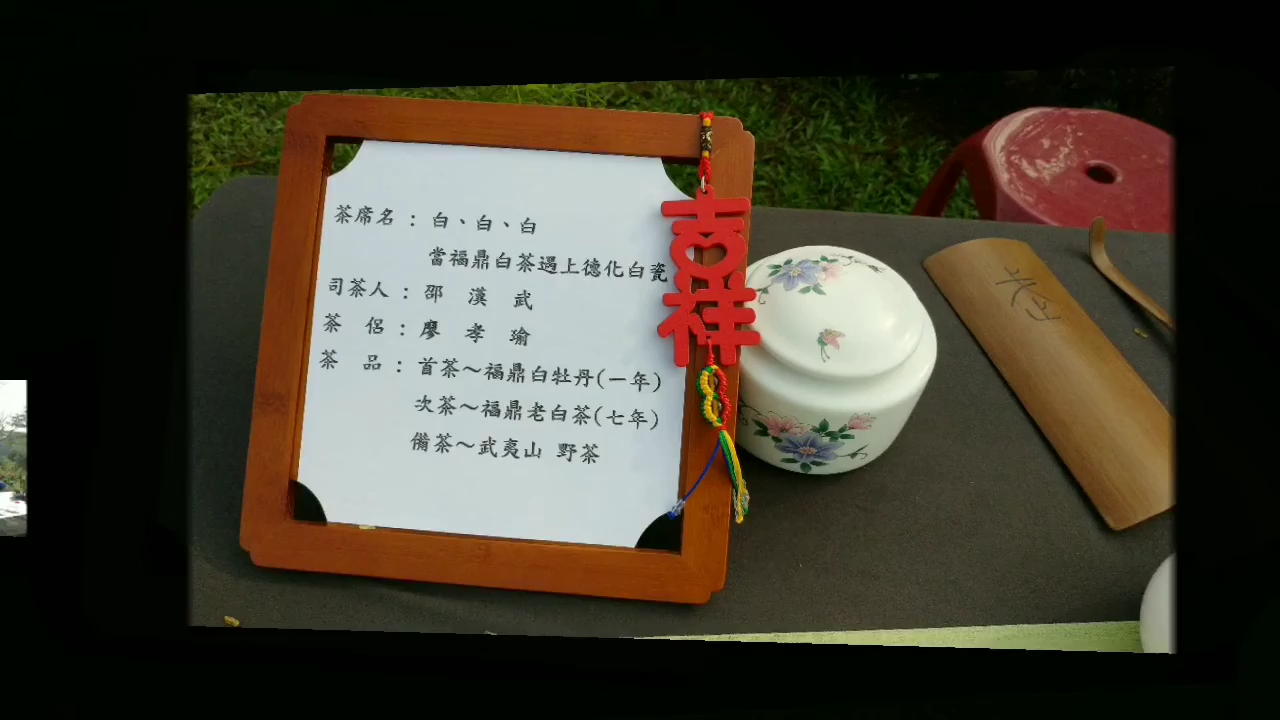 茶席名：白、白、白
當福鼎白茶遇上德化白瓷
司茶人：邵 漢 武
茶 侶：廖 孝 瑜
茶 品：首茶～福鼎白牡丹(一年)
次茶～福鼎老白茶(七年)
備茶～武夷山 野茶
吉祥